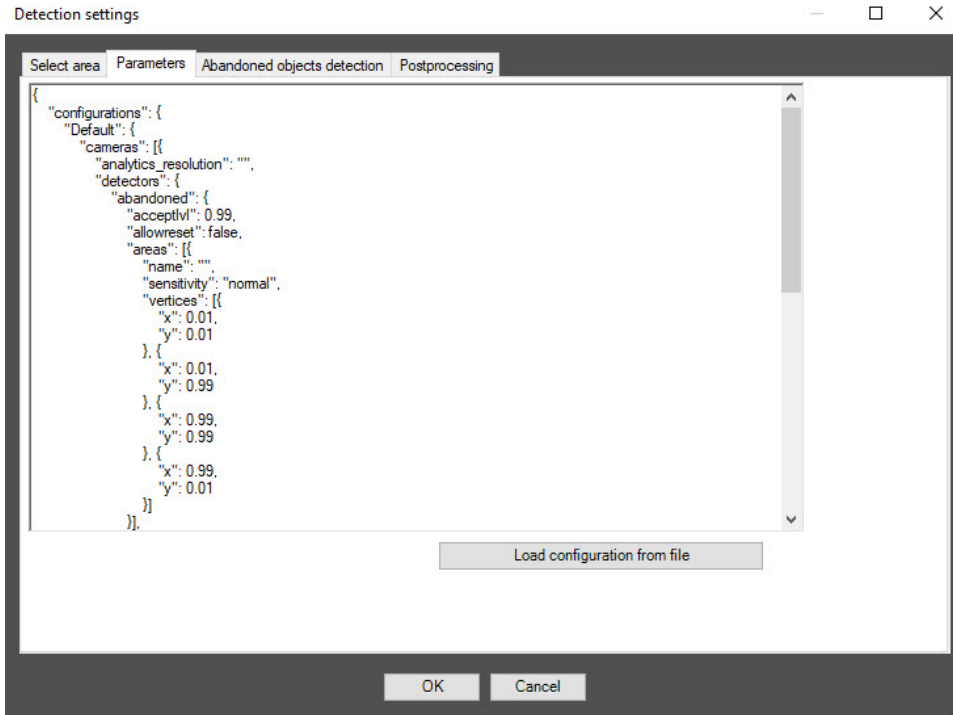 Detection settings
Select area Parameters Abandoned objects detection Postprocessing
{
"configurations": {
"Default": {
"cameras": [{
"analytics_resolution": "",
"detectors": {
"abandoned": {
"acceptlvl": 0.99,
"allowreset": false,
"areas": [{
"name": "",
"sensitivity": "normal",
"vertices": [{
"x": 0.01,
"y": 0.01
}, {
"x": 0.01,
"y": 0.99
}, {
"x": 0.99,
"y": 0.99
}, {
"x": 0.99,
"y": 0.01
}]
}],
Load configuration from file
OK Cancel